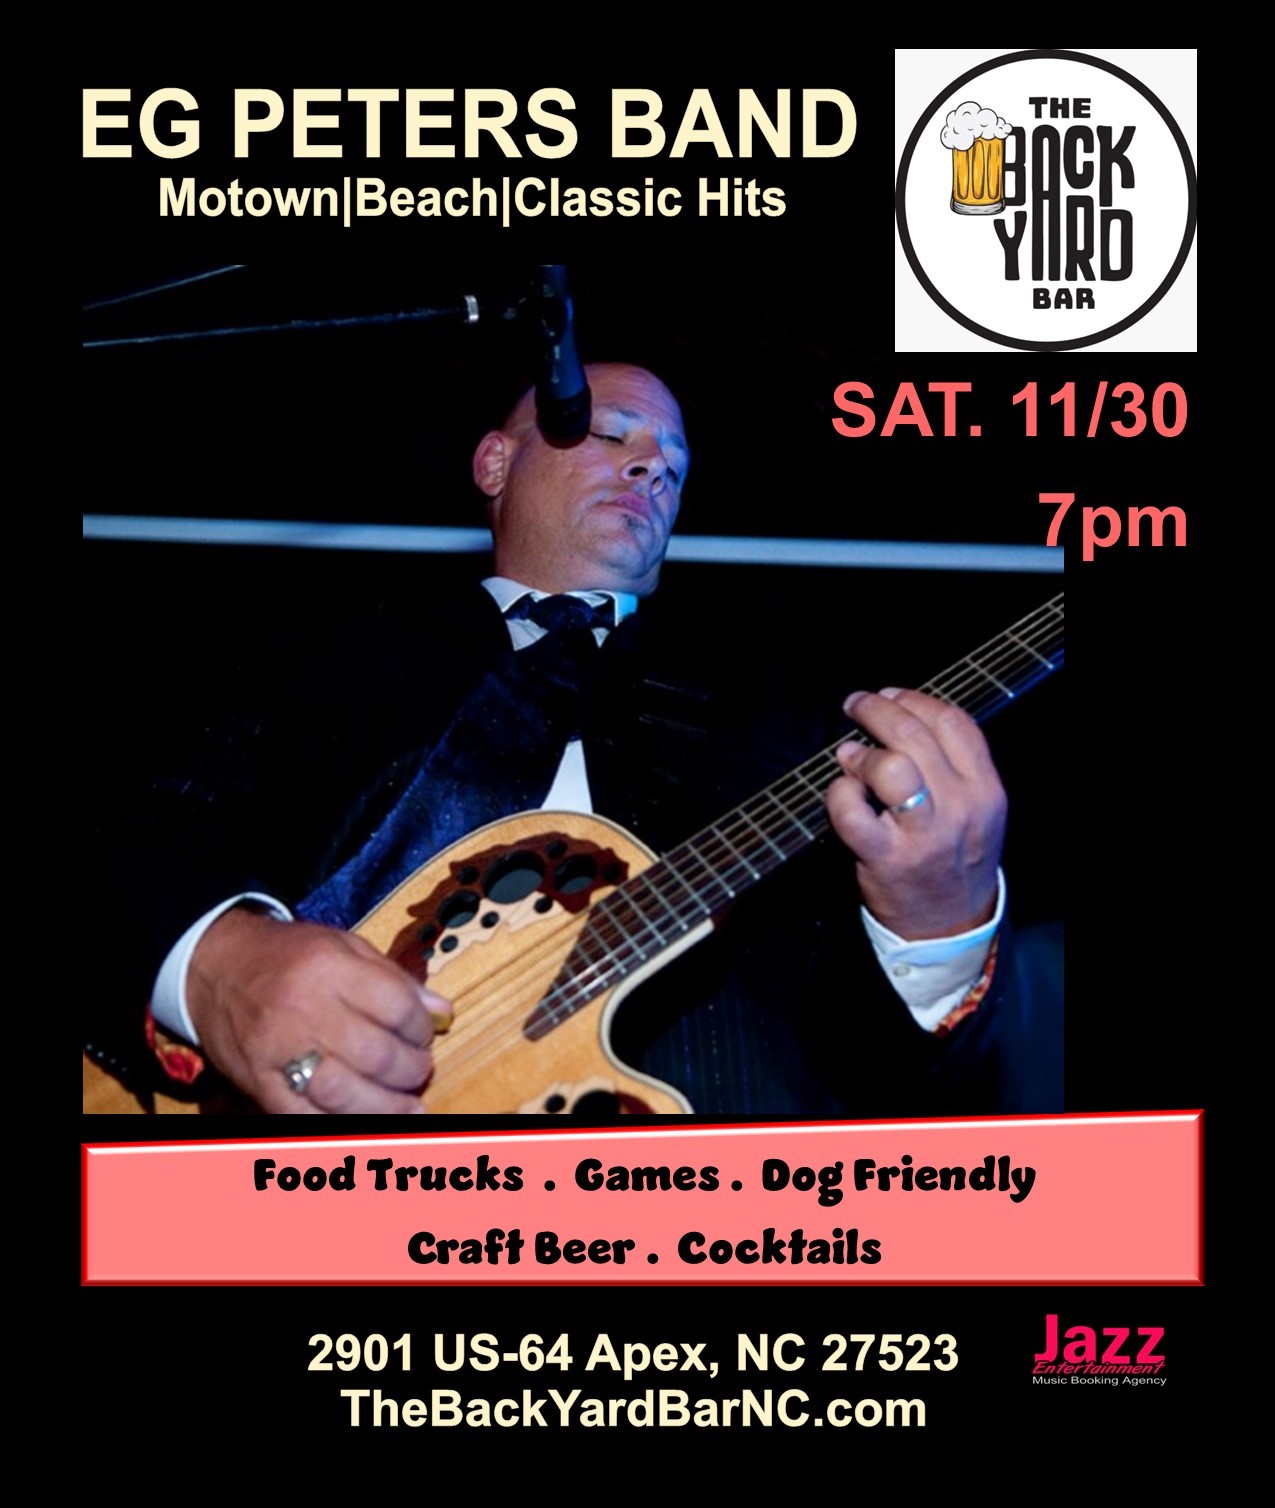 EG PETERS BAND
Motown|Beach|Classic Hits
THE
BACK
YARD
BAR
SAT. 11/30
7pm
Food Trucks . Games . Dog Friendly
Craft Beer . Cocktails
2901 US-64 Apex, NC 27523
TheBackYardBarNC.com
Jazz
Entertainment
Music Booking Agency